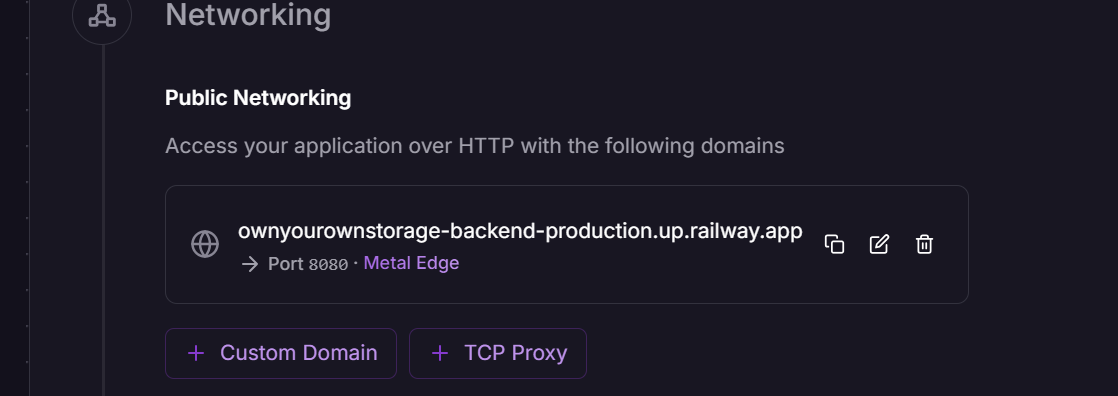 Networking
Public Networking
Access your application over HTTP with the following domains
ownyourownstorage-backend-production.up.railway.app
→ Port 8080 · Metal Edge
+ Custom Domain + TCP Proxy